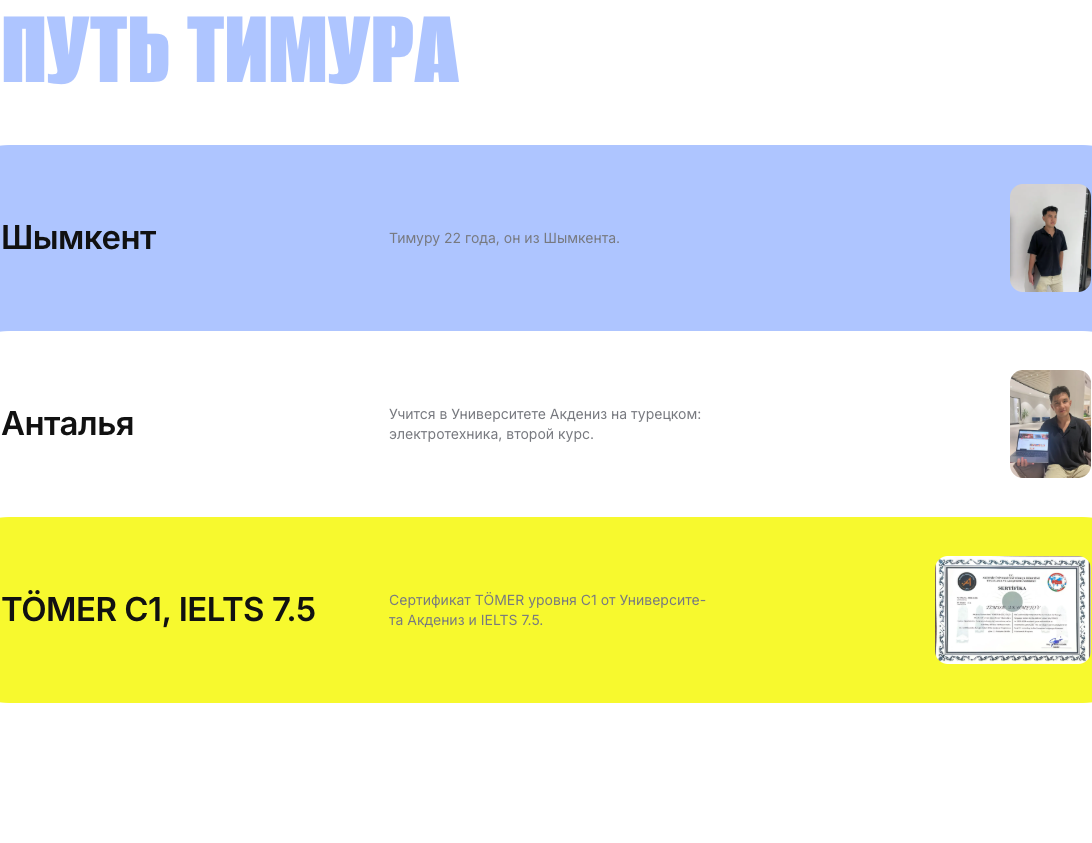 ПУТЬ ТИМУРА
Шымкент
Тимуру 22 года, он из Шымкента.
Анталья
Учится в Университете Акдениз на турецком:
электротехника, второй курс.
TÖMER C1, IELTS 7.5
Сертификат TÖMER уровня C1 от Университе-
та Акдениз и IELTS 7.5.
SERTİFİKA